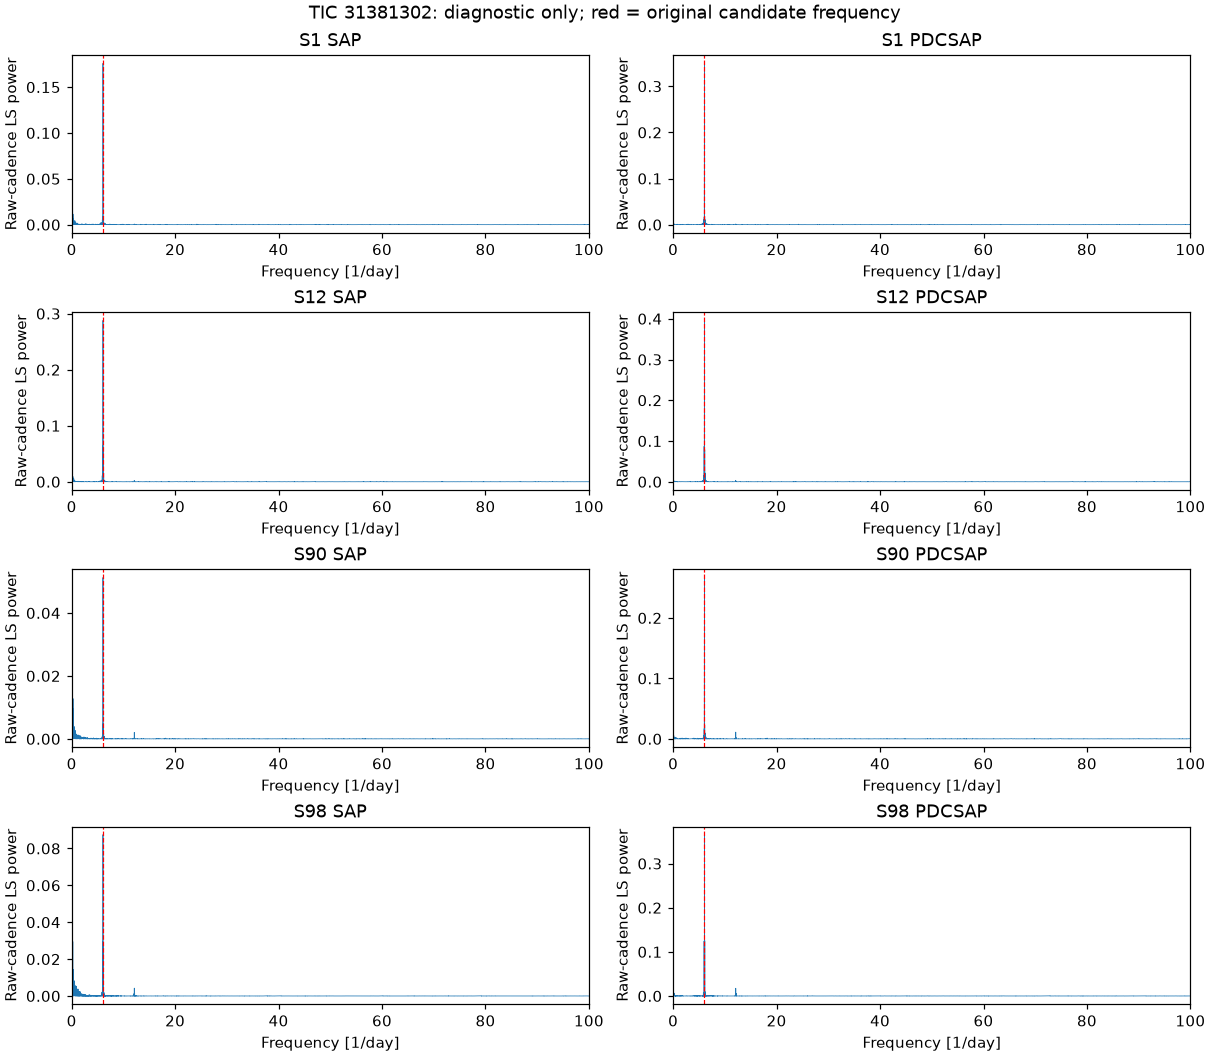 TIC 31381302: diagnostic only; red = original candidate frequency
S1 SAP
Raw-cadence LS power
0.15
0.10
0.05
0.00
0 20 40 60 80 100
Frequency [1/day]
S1 PDCSAP
Raw-cadence LS power
0.3
0.2
0.1
0.0
0 20 40 60 80 100
Frequency [1/day]
S12 SAP
Raw-cadence LS power
0.3
0.2
0.1
0.0
0 20 40 60 80 100
Frequency [1/day]
S12 PDCSAP
Raw-cadence LS power
0.4
0.3
0.2
0.1
0.0
0 20 40 60 80 100
Frequency [1/day]
S90 SAP
Raw-cadence LS power
0.04
0.02
0.00
0 20 40 60 80 100
Frequency [1/day]
S90 PDCSAP
Raw-cadence LS power
0.2
0.1
0.0
0 20 40 60 80 100
Frequency [1/day]
S98 SAP
Raw-cadence LS power
0.08
0.06
0.04
0.02
0.00
0 20 40 60 80 100
Frequency [1/day]
S98 PDCSAP
Raw-cadence LS power
0.3
0.2
0.1
0.0
0 20 40 60 80 100
Frequency [1/day]